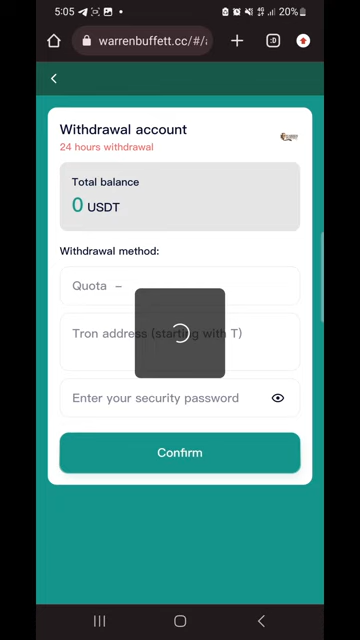 5:05
20%
warrenbuffett.cc/#/
Withdrawal account
24 hours withdrawal
Total balance
0 USDT
Withdrawal method:
Quota –
Tron address (starting with T)
Enter your security password
Confirm